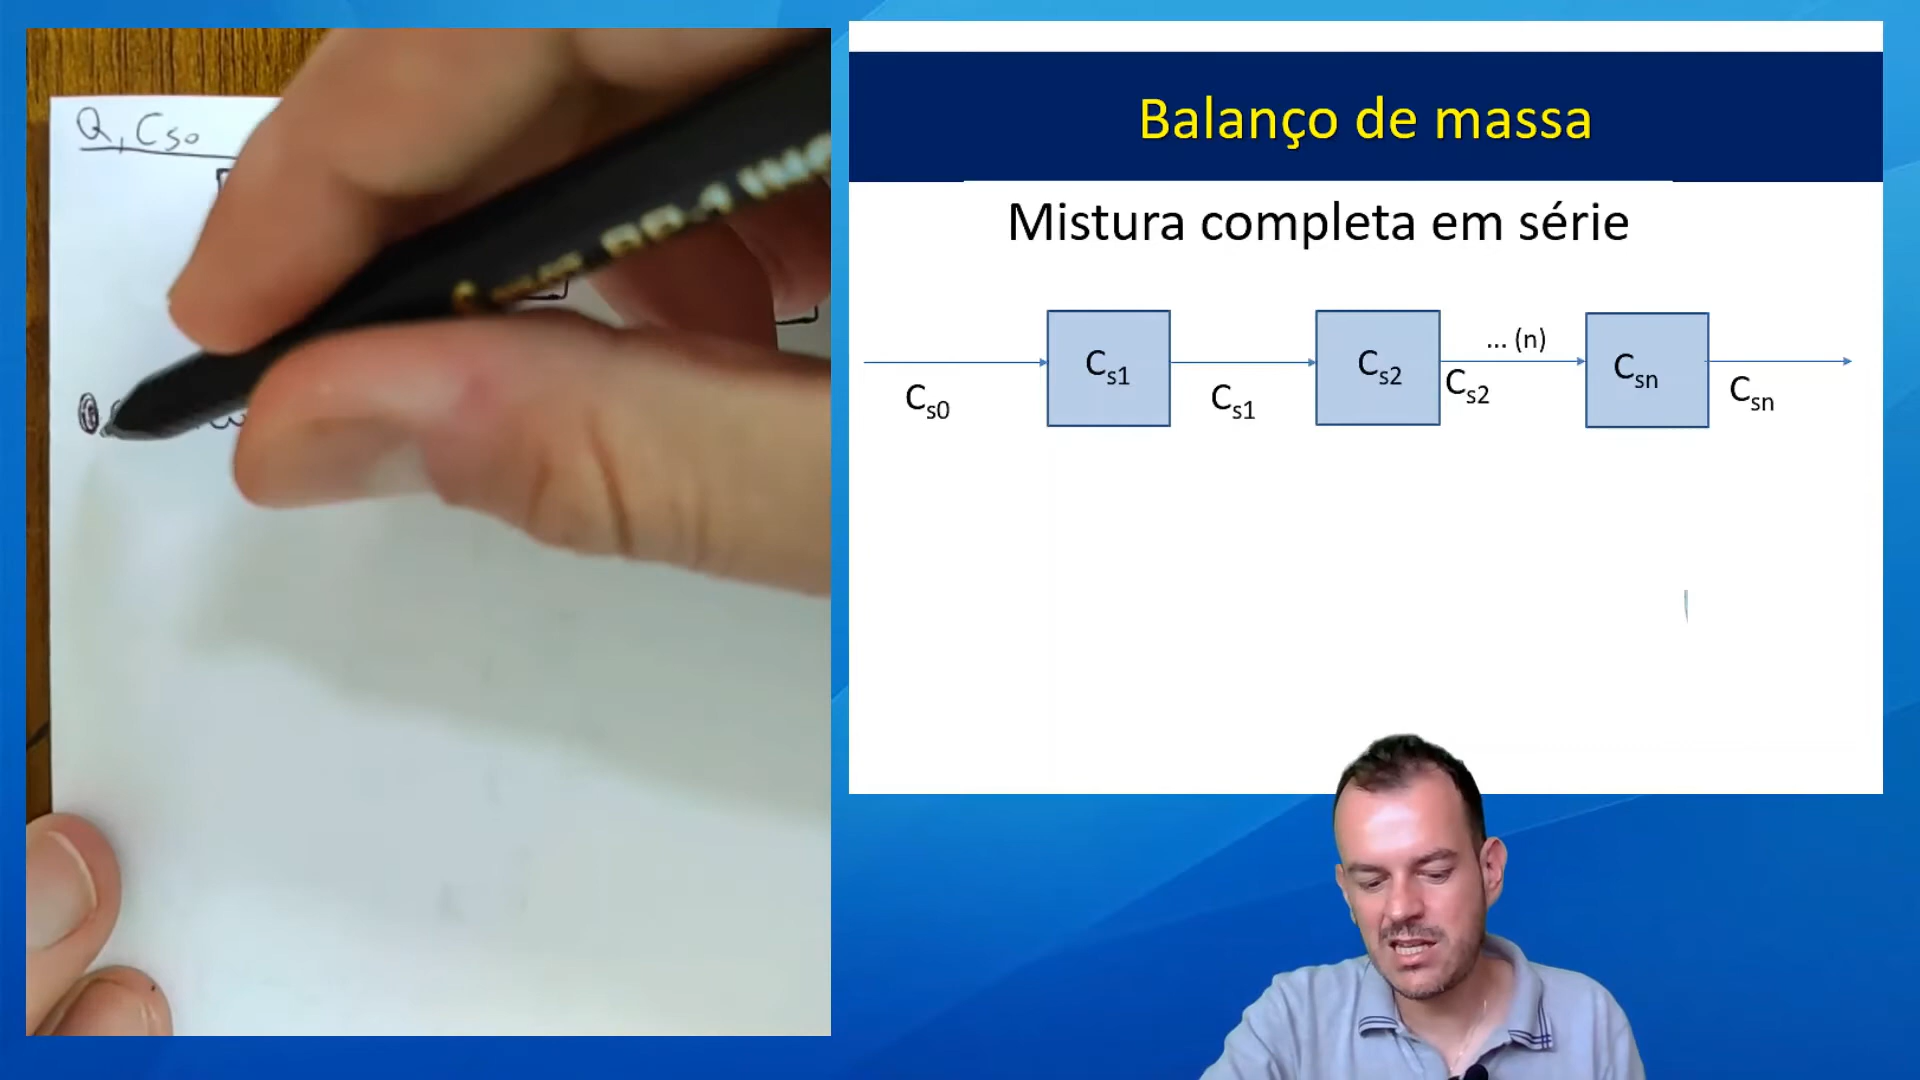 Q, Cs0
Balanço de massa
Mistura completa em série
Cs1
Cs2
... (n)
Csn
Cs0
Cs1
Cs2
Csn